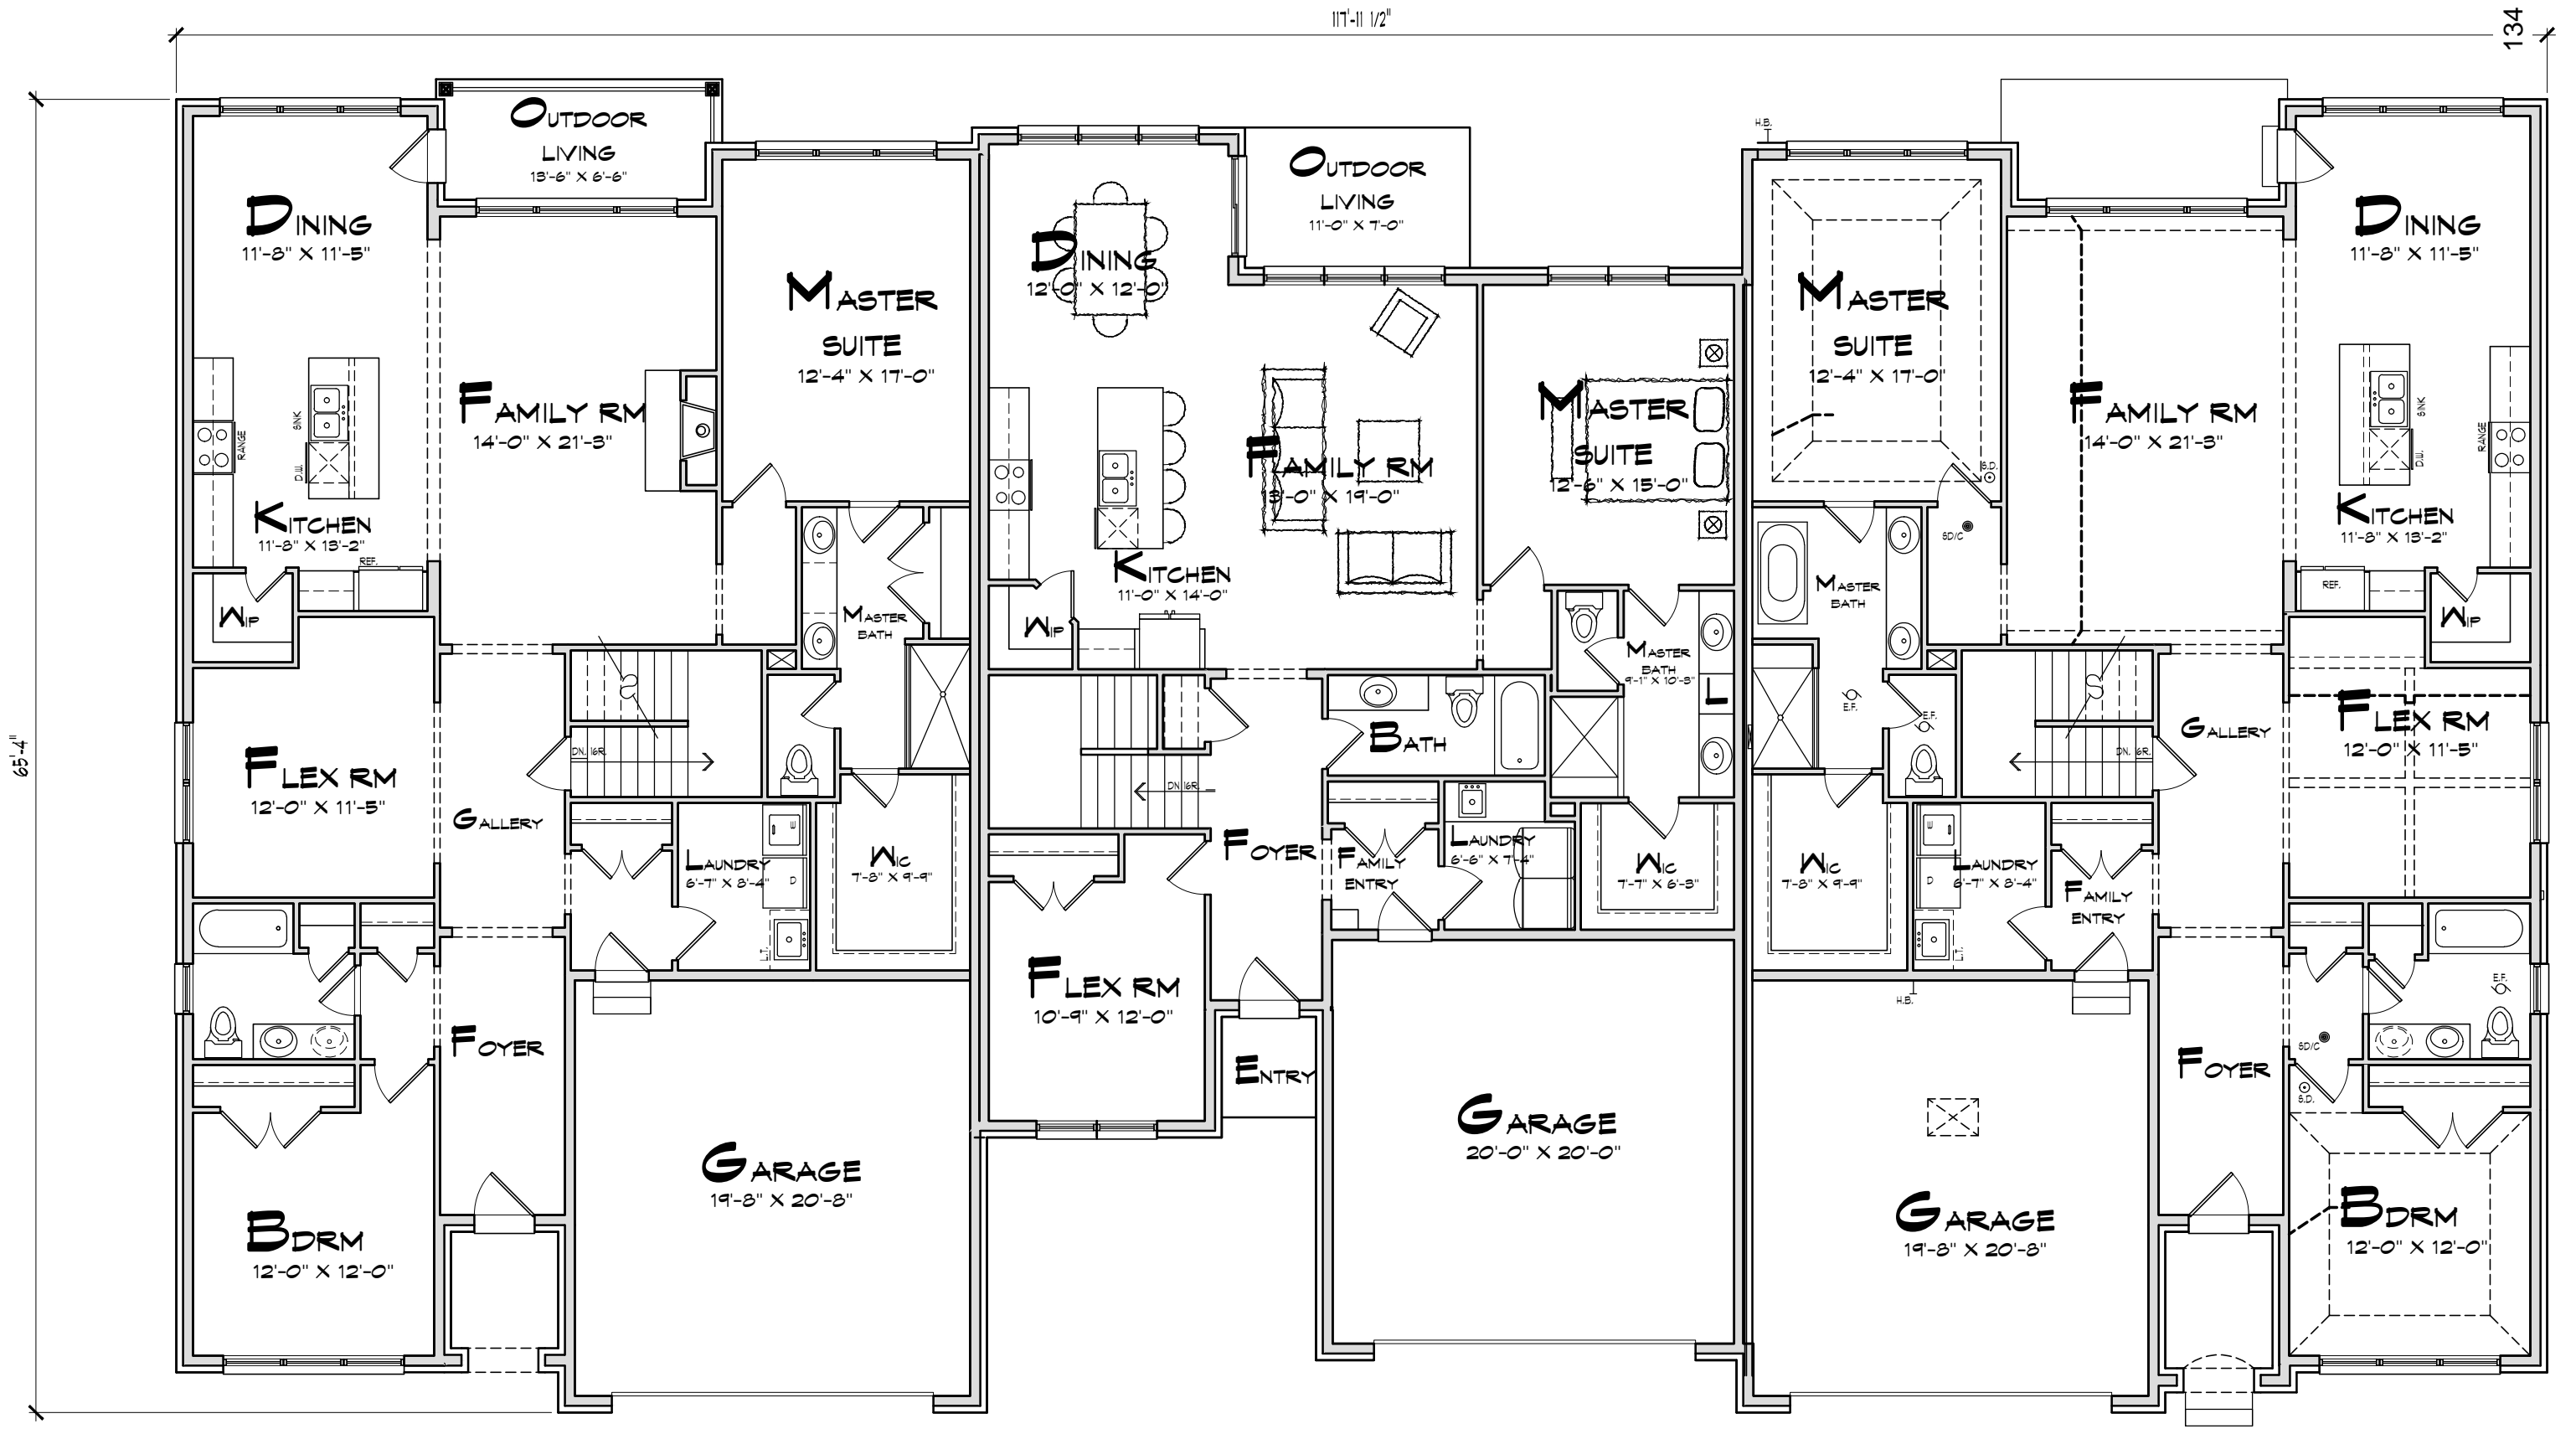 117'-11 1/2"
134
65'-4"
OUTDOOR
LIVING
13'-6" X 6'-6"
DINING
11'-8" X 11'-5"
MASTER
SUITE
12'-4" X 17'-0"
FAMILY RM
14'-0" X 21'-3"
RANGE
SINK
D.W.
KITCHEN
11'-8" X 13'-2"
REF.
WIP
MASTER
BATH
FLEX RM
12'-0" X 11'-5"
DN. 16R.
GALLERY
LAUNDRY
6'-7" X 8'-4"
W
D
L.T.
WIC
7'-8" X 9'-9"
FOYER
BDRM
12'-0" X 12'-0"
GARAGE
19'-8" X 20'-8"
OUTDOOR
LIVING
11'-0" X 7'-0"
DINING
12'-0" X 12'-0"
FAMILY RM
13'-0" X 19'-0"
MASTER
SUITE
12'-6" X 15'-0"
KITCHEN
11'-0" X 14'-0"
WIP
MASTER
BATH
9'-1" X 10'-3"
L
BATH
DN 16R.
FOYER
FAMILY
ENTRY
LAUNDRY
6'-6" X 7'-4"
WIC
7'-7" X 6'-3"
FLEX RM
10'-9" X 12'-0"
ENTRY
GARAGE
20'-0" X 20'-0"
H.B.
MASTER
SUITE
12'-4" X 17'-0"
S.D.
SD/C
FAMILY RM
14'-0" X 21'-3"
DINING
11'-8" X 11'-5"
SINK
D.W.
RANGE
KITCHEN
11'-8" X 13'-2"
REF.
WIP
MASTER
BATH
E.F.
E.F.
GALLERY
DN. 16R.
FLEX RM
12'-0" X 11'-5"
WIC
7'-8" X 9'-9"
W
D
L.T.
LAUNDRY
6'-7" X 8'-4"
FAMILY
ENTRY
H.B.
E.F.
SD/C
S.D.
FOYER
GARAGE
19'-8" X 20'-8"
BDRM
12'-0" X 12'-0"